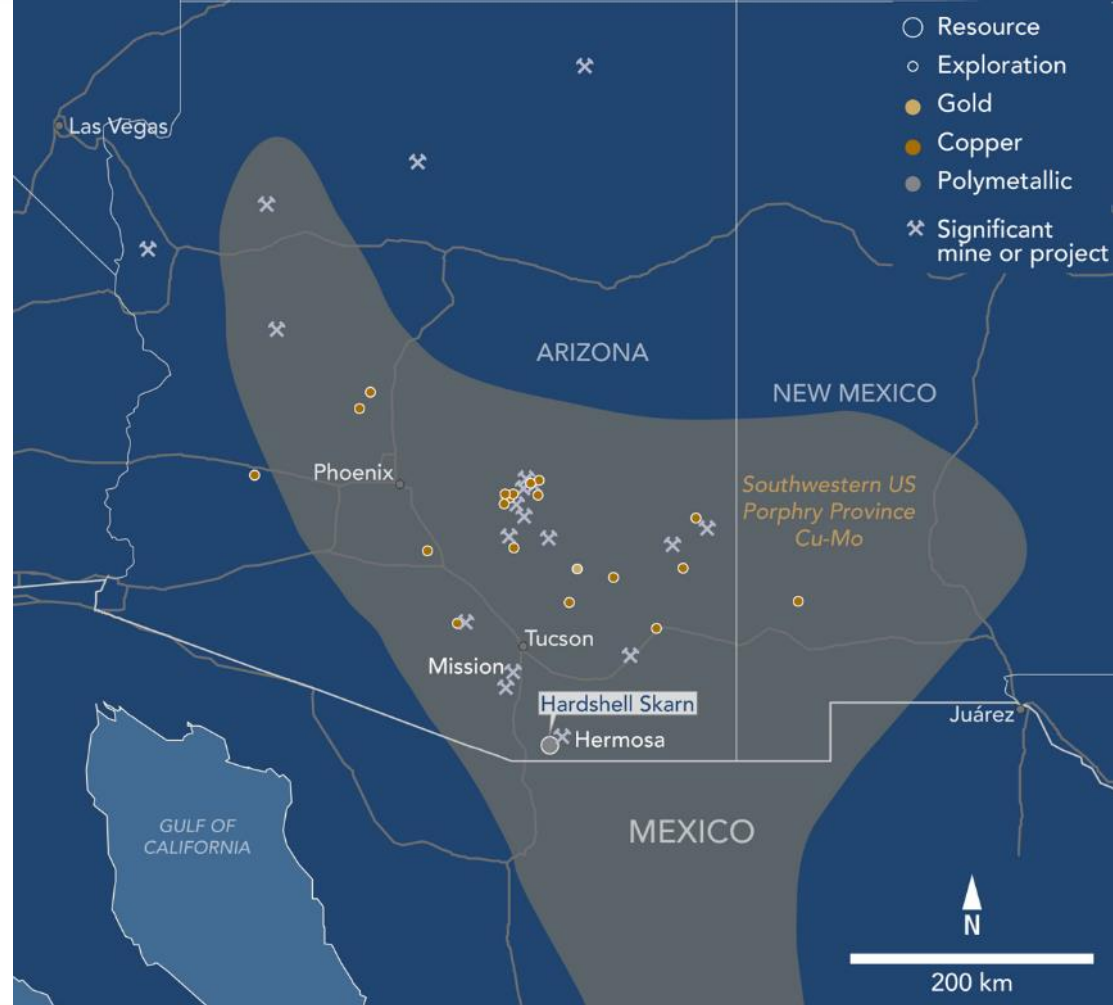 Resource
Exploration
Gold
Copper
Polymetallic
Significant
mine or project
Las Vegas
ARIZONA
NEW MEXICO
Phoenix
Southwestern US
Porphry Province
Cu-Mo
Tucson
Mission
Hardshell Skarn
Hermosa
Juárez
GULF OF
CALIFORNIA
MEXICO
N
200 km